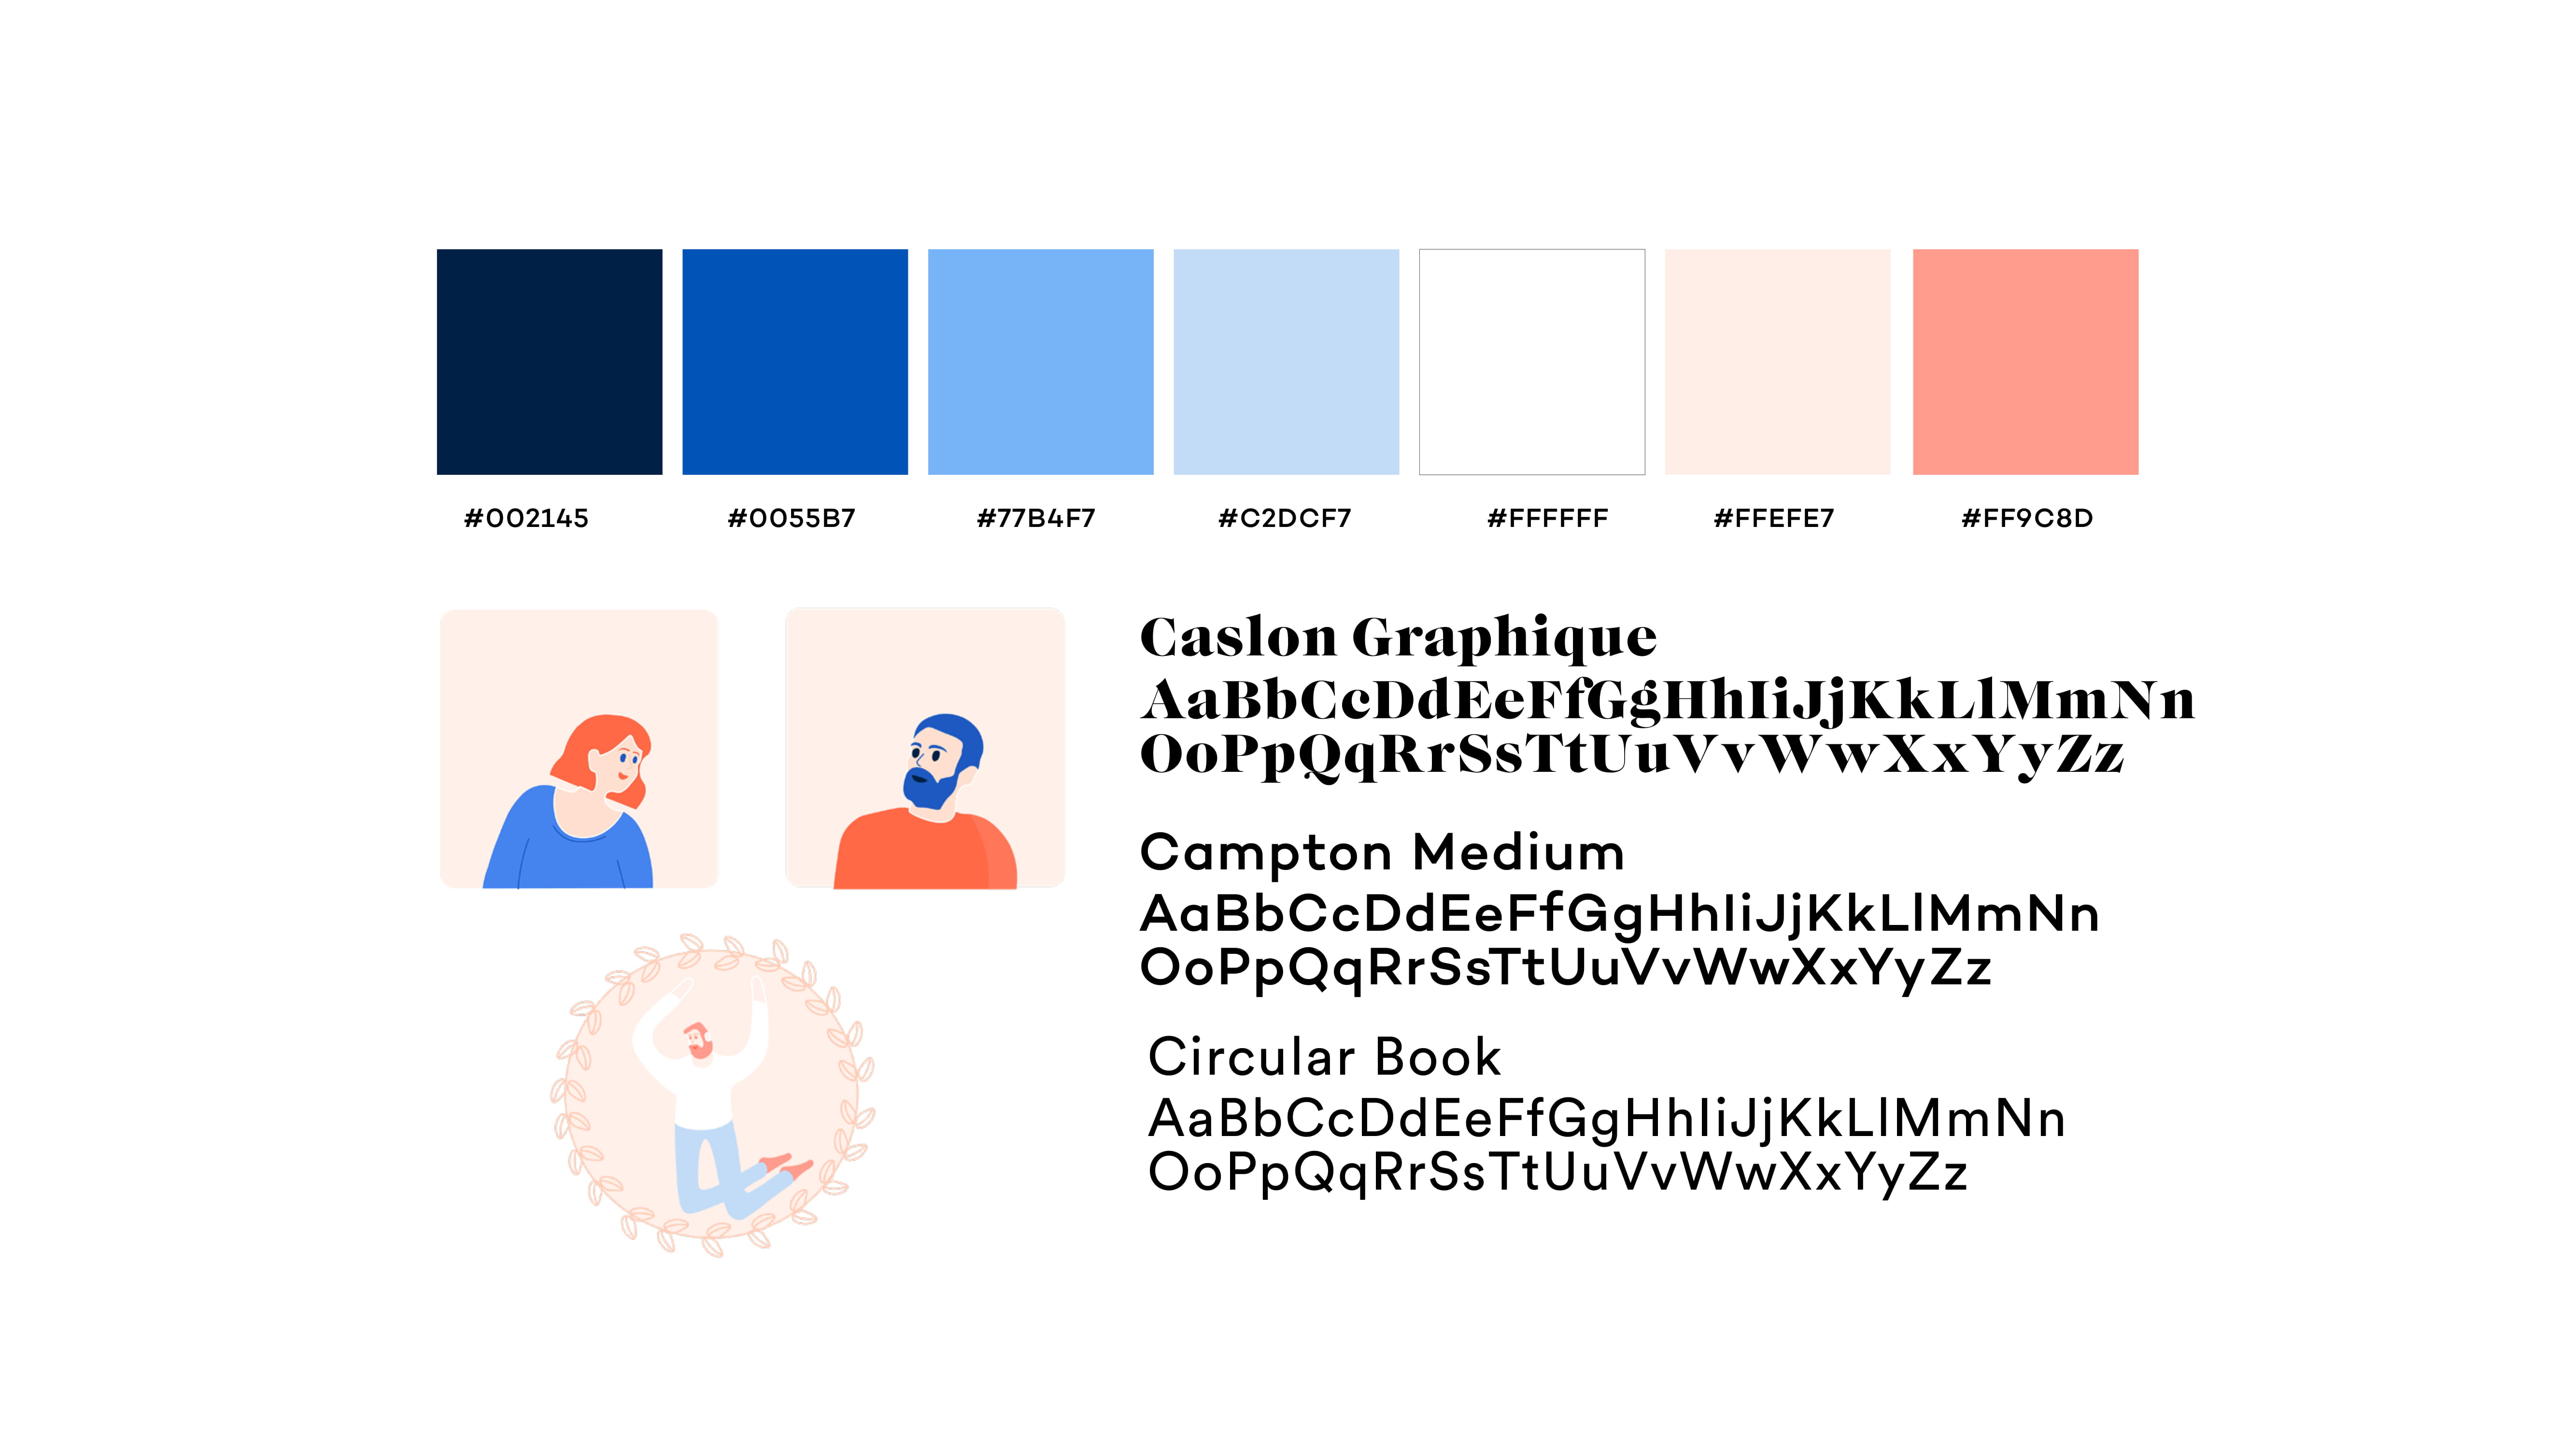 #002145 #0055B7 #77B4F7 #C2DCF7 #FFFFFF #FFEFE7 #FF9C8D
Caslon Graphique
AaBbCcDdEeFfGgHhIiJjKkLlMmNn
OoPpQqRrSsTtUuVvWwXxYyZz
Campton Medium
AaBbCcDdEeFfGgHhIiJjKkLlMmNn
OoPpQqRrSsTtUuVvWwXxYyZz
Circular Book
AaBbCcDdEeFfGgHhIiJjKkLlMmNn
OoPpQqRrSsTtUuVvWwXxYyZz